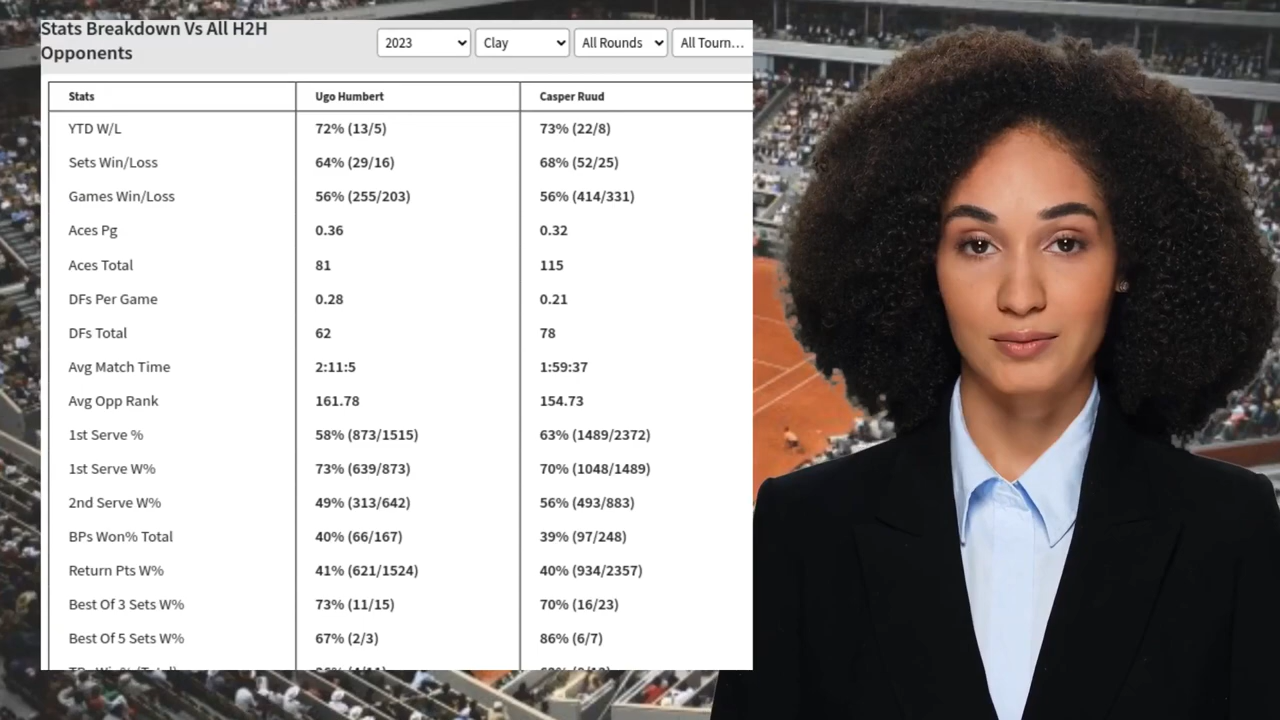 Stats Breakdown Vs All H2H
Opponents
2023 Clay All Rounds All Tourn...
Stats Ugo Humbert Casper Ruud
YTD W/L 72% (13/5) 73% (22/8)
Sets Win/Loss 64% (29/16) 68% (52/25)
Games Win/Loss 56% (255/203) 56% (414/331)
Aces Pg 0.36 0.32
Aces Total 81 115
DFs Per Game 0.28 0.21
DFs Total 62 78
Avg Match Time 2:11:5 1:59:37
Avg Opp Rank 161.78 154.73
1st Serve % 58% (873/1515) 63% (1489/2372)
1st Serve W% 73% (639/873) 70% (1048/1489)
2nd Serve W% 49% (313/642) 56% (493/883)
BPs Won% Total 40% (66/167) 39% (97/248)
Return Pts W% 41% (621/1524) 40% (934/2357)
Best Of 3 Sets W% 73% (11/15) 70% (16/23)
Best Of 5 Sets W% 67% (2/3) 86% (6/7)